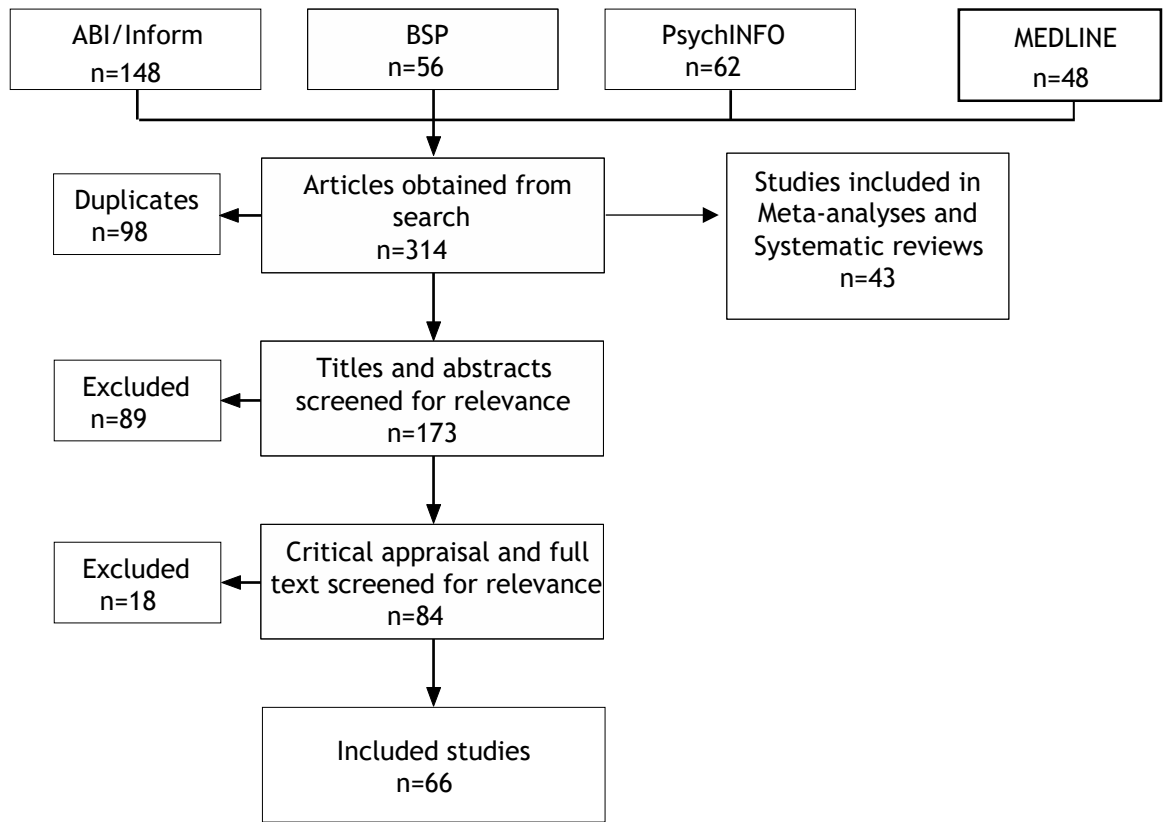 ABI/Inform
n=148
BSP
n=56
PsychINFO
n=62
MEDLINE
n=48
Duplicates
n=98
Articles obtained from
search
n=314
Studies included in
Meta-analyses and
Systematic reviews
n=43
Excluded
n=89
Titles and abstracts
screened for relevance
n=173
Excluded
n=18
Critical appraisal and full
text screened for relevance
n=84
Included studies
n=66